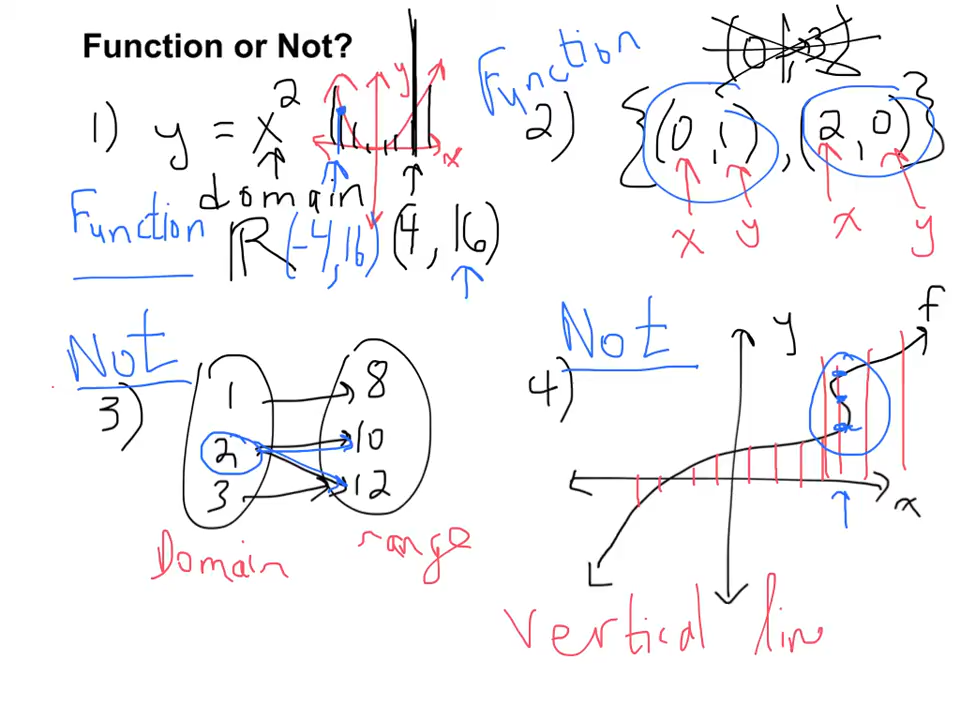 Function or Not?
1) y = x²
y
x
domain
Function
ℝ (-4,16) (4, 16)
Function
2) {(0, 1), (2, 0)}
x y x y
Not
3)
1 8
2 10
3 12
Domain range
Not
4)
y
f
x
Vertical line